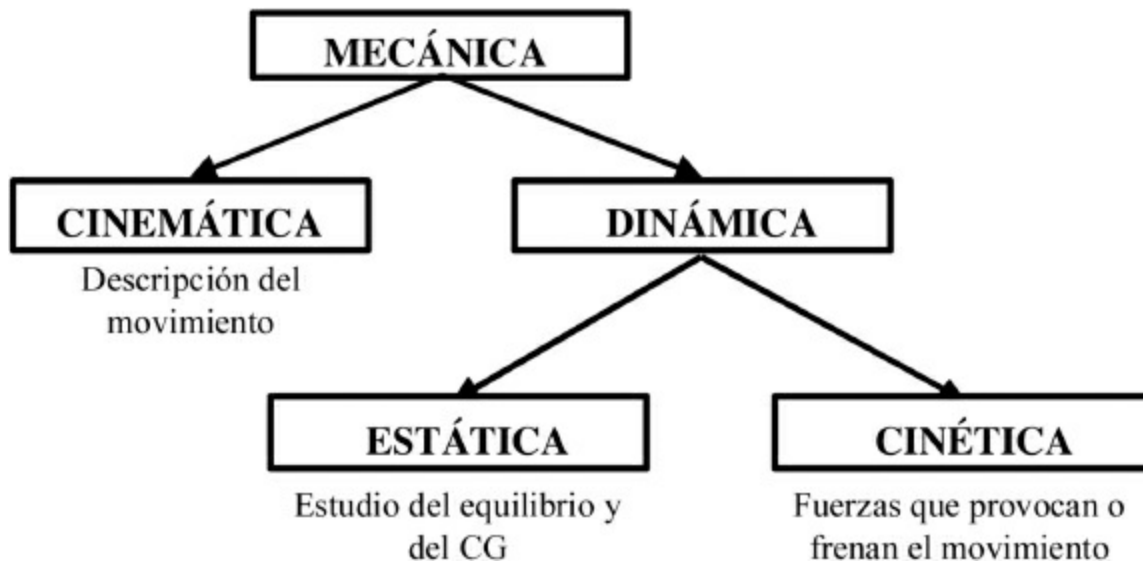 MECÁNICA
CINEMÁTICA
Descripción del
movimiento
DINÁMICA
ESTÁTICA
Estudio del equilibrio y
del CG
CINÉTICA
Fuerzas que provocan o
frenan el movimiento